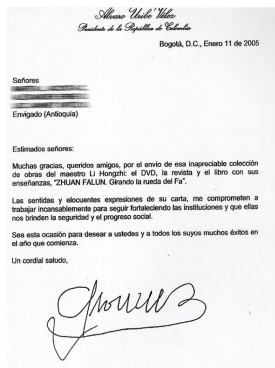 Álvaro Uribe Vélez
Presidente de la República de Colombia
Bogotá, D.C., Enero 11 de 2005
Señores
Envigado (Antioquia)
Estimados señores:
Muchas gracias, queridos amigos, por el envío de esa inapreciable colección
de obras del maestro Li Hongzhi: el DVD, la revista y el libro con sus
enseñanzas, "ZHUAN FALUN. Girando la rueda del Fa".
Las sentidas y elocuentes expresiones de su carta, me comprometen a
trabajar incansablemente para seguir fortaleciendo las instituciones y que ellas
nos brinden la seguridad y el progreso social.
Sea esta ocasión para desear a ustedes y a todos los suyos muchos éxitos en
el año que comienza.
Un cordial saludo,